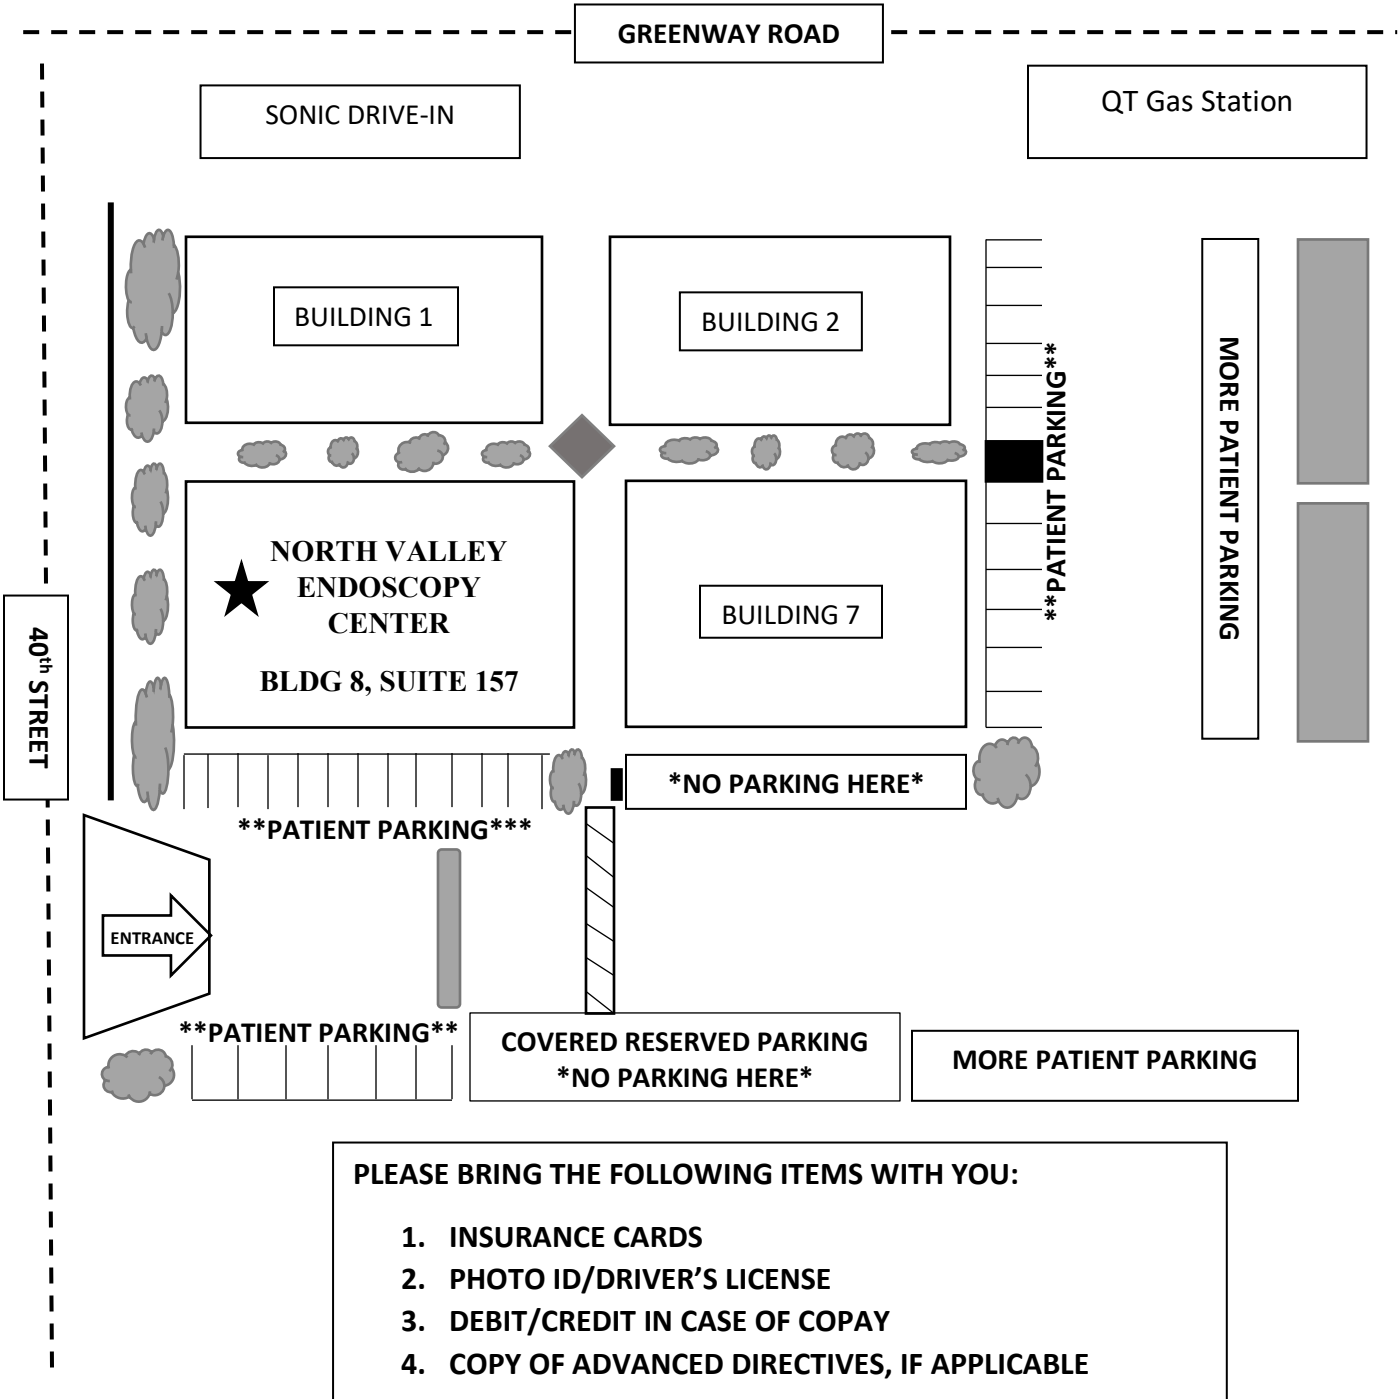 GREENWAY ROAD
SONIC DRIVE-IN
QT Gas Station
BUILDING 1
BUILDING 2
**PATIENT PARKING**
MORE PATIENT PARKING
NORTH VALLEY
ENDOSCOPY
CENTER
BLDG 8, SUITE 157
BUILDING 7
40th STREET
*NO PARKING HERE*
**PATIENT PARKING***
ENTRANCE
**PATIENT PARKING**
COVERED RESERVED PARKING
*NO PARKING HERE*
MORE PATIENT PARKING
PLEASE BRING THE FOLLOWING ITEMS WITH YOU:
1. INSURANCE CARDS
2. PHOTO ID/DRIVER’S LICENSE
3. DEBIT/CREDIT IN CASE OF COPAY
4. COPY OF ADVANCED DIRECTIVES, IF APPLICABLE